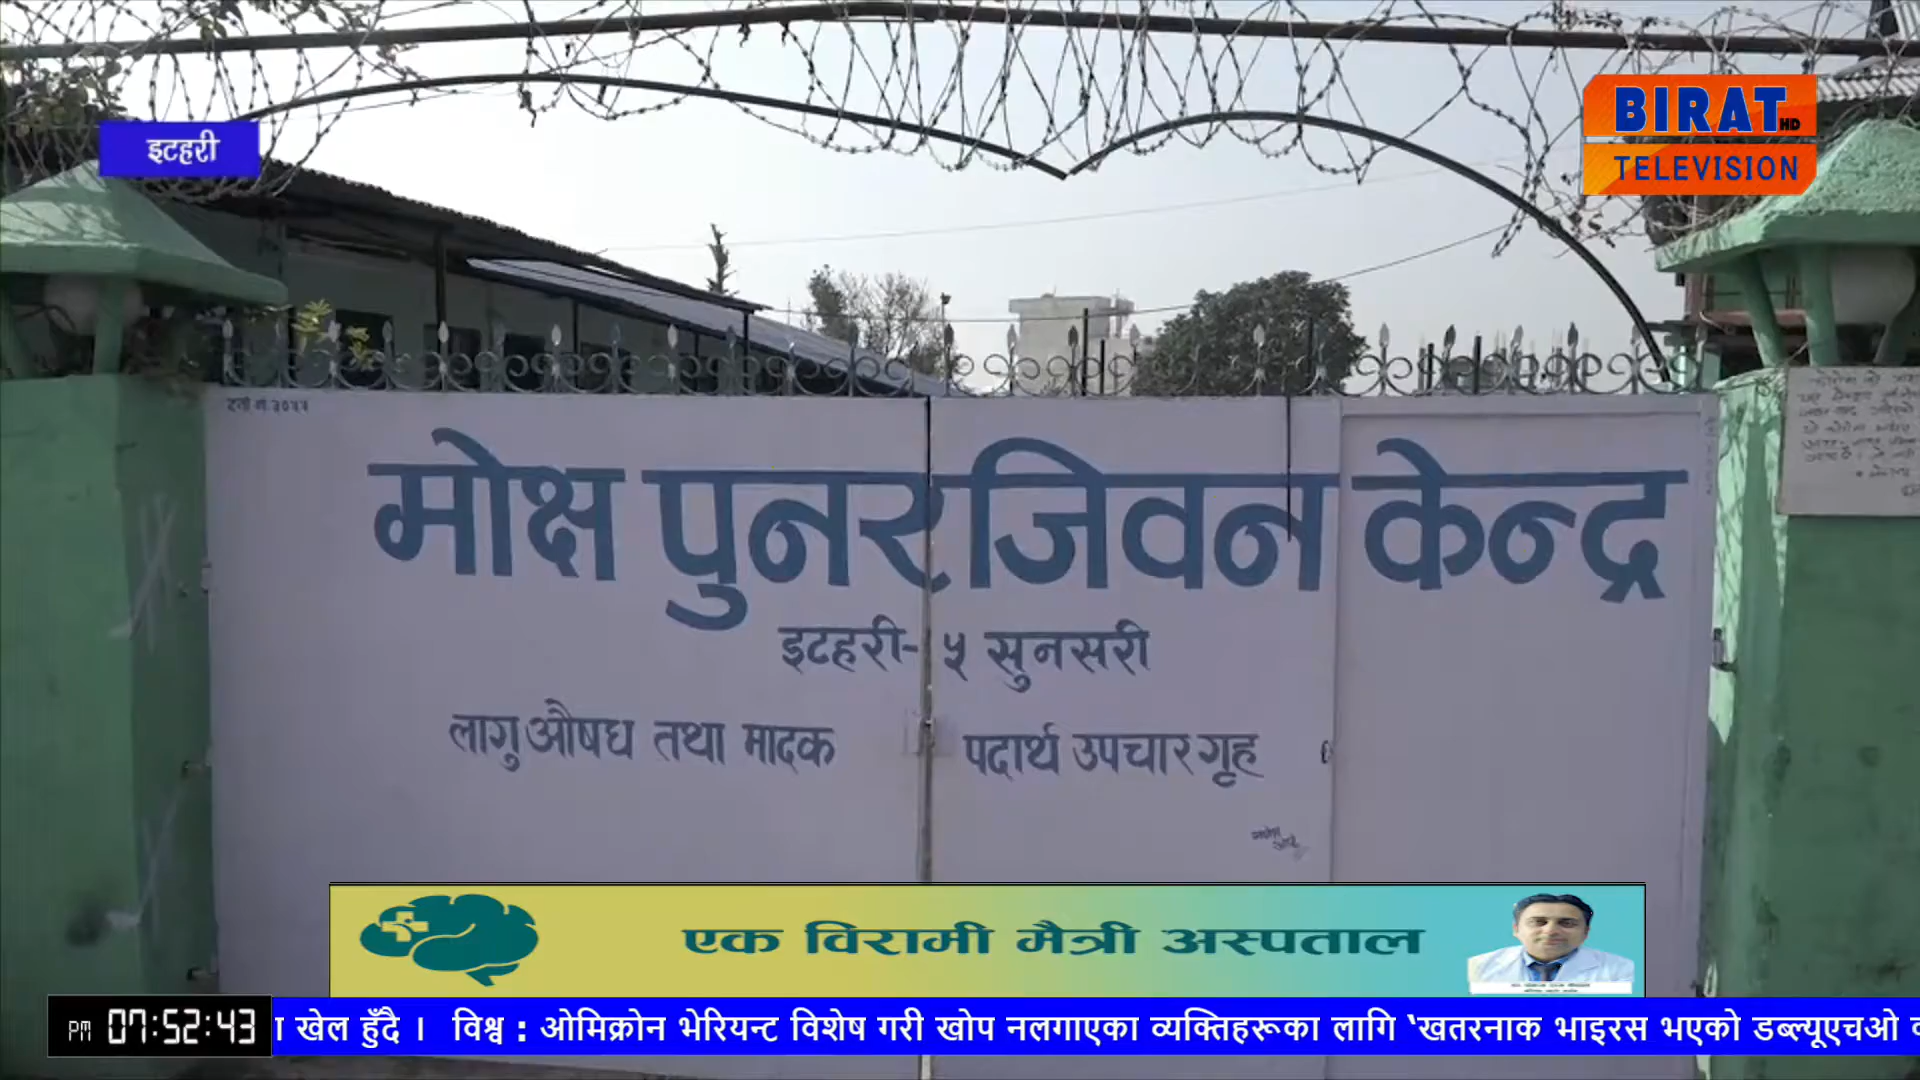 BIRAT HD
TELEVISION
इटहरी
मोक्ष पुनरजिवन केन्द्र
इटहरी-५ सुनसरी
लागु औषध तथा मादक पदार्थ उपचार गृह
एक विरामी मैत्री अस्पताल
PM 07:52:43
खेल हुँदै । विश्व : ओमिक्रोन भेरियन्ट विशेष गरी खोप नलगाएका व्यक्तिहरूका लागि 'खतरनाक भाइरस भएको डब्ल्यूएचओ